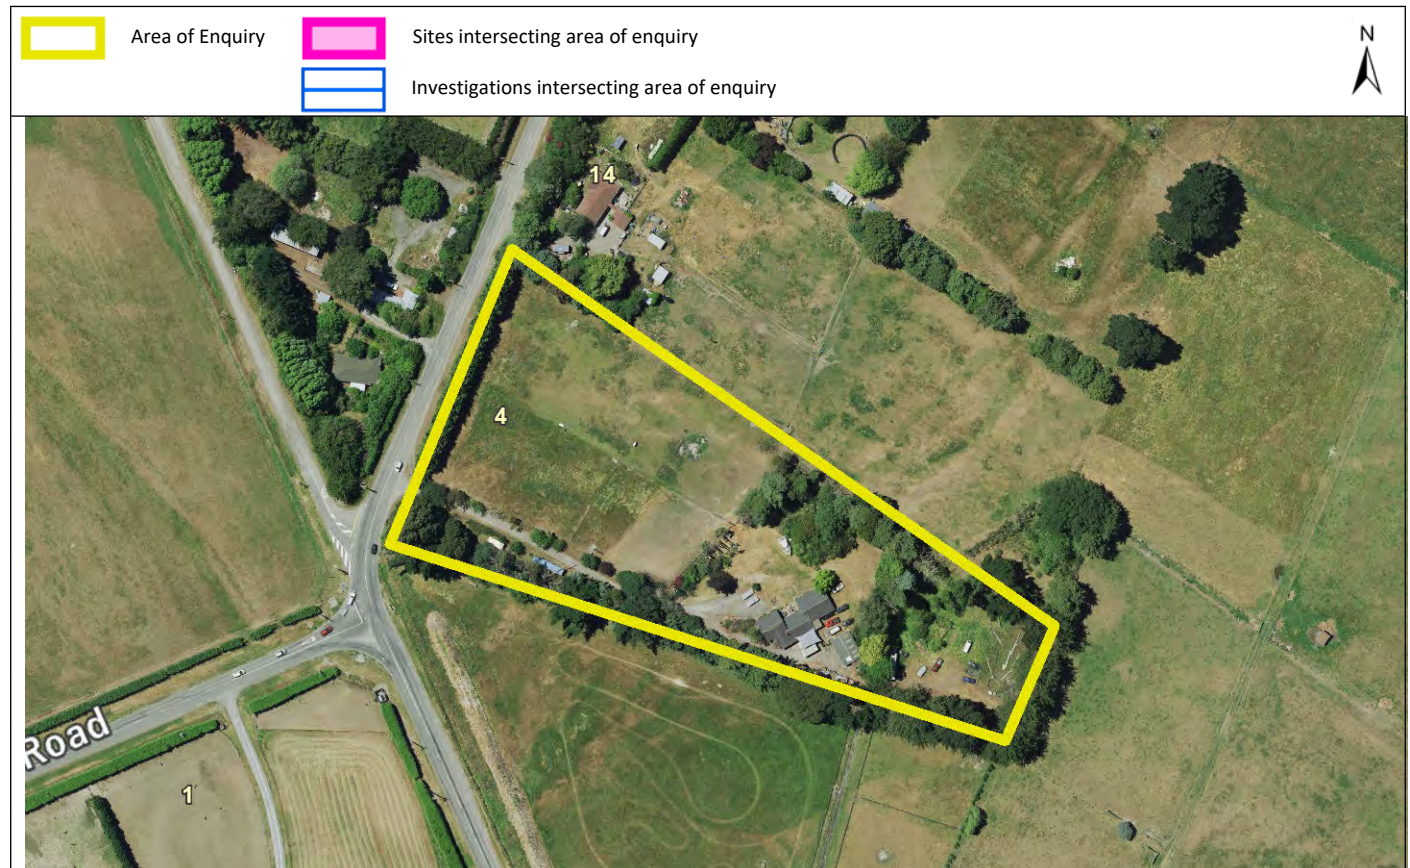 Area of Enquiry
Sites intersecting area of enquiry
N
Investigations intersecting area of enquiry
14
4
Road
1